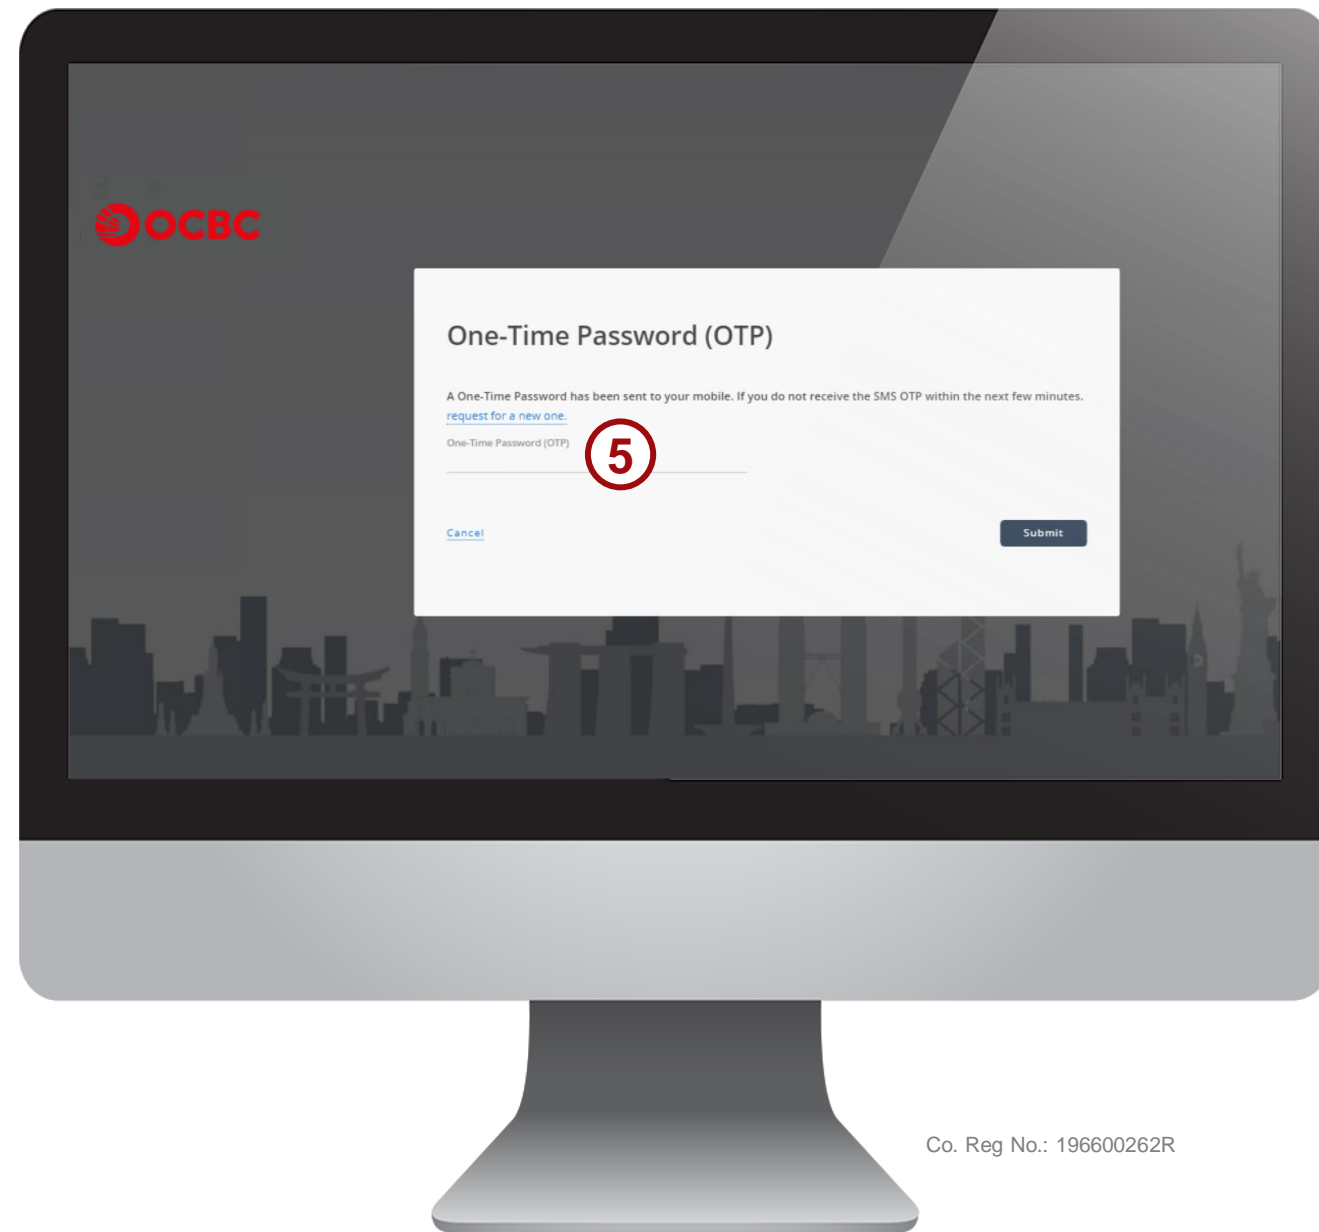 OCBC
One-Time Password (OTP)
A One-Time Password has been sent to your mobile. If you do not receive the SMS OTP within the next few minutes.
request for a new one.
One-Time Password (OTP)
5
Cancel
Submit
Co. Reg No.: 196600262R